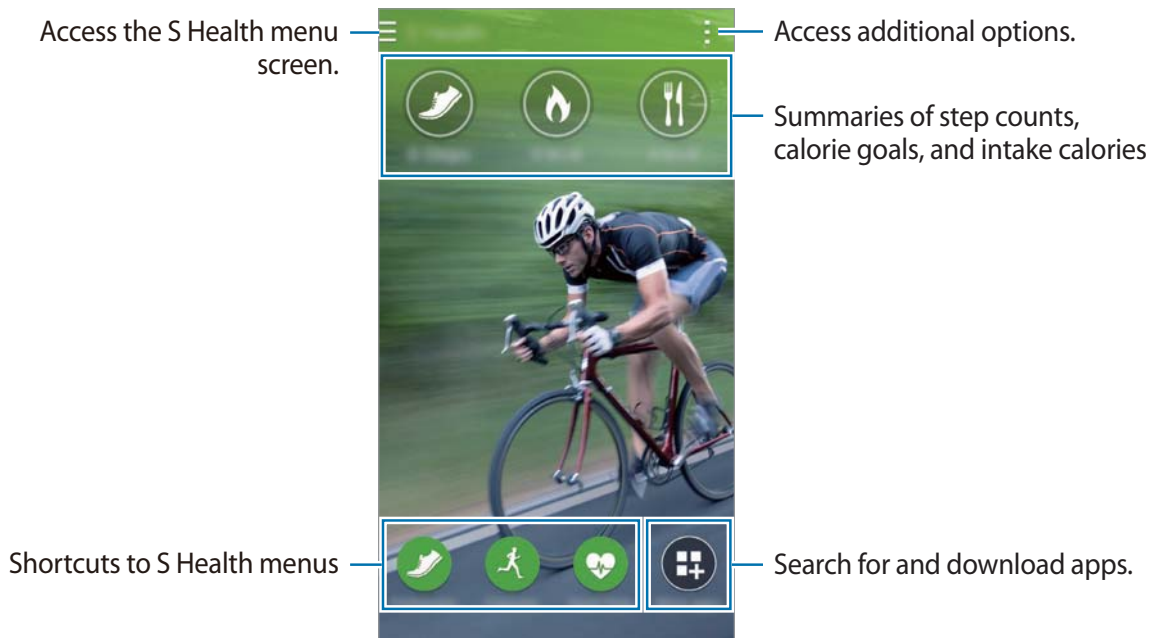 Access the S Health menu
screen.
Access additional options.
Summaries of step counts,
calorie goals, and intake calories
Shortcuts to S Health menus
Search for and download apps.